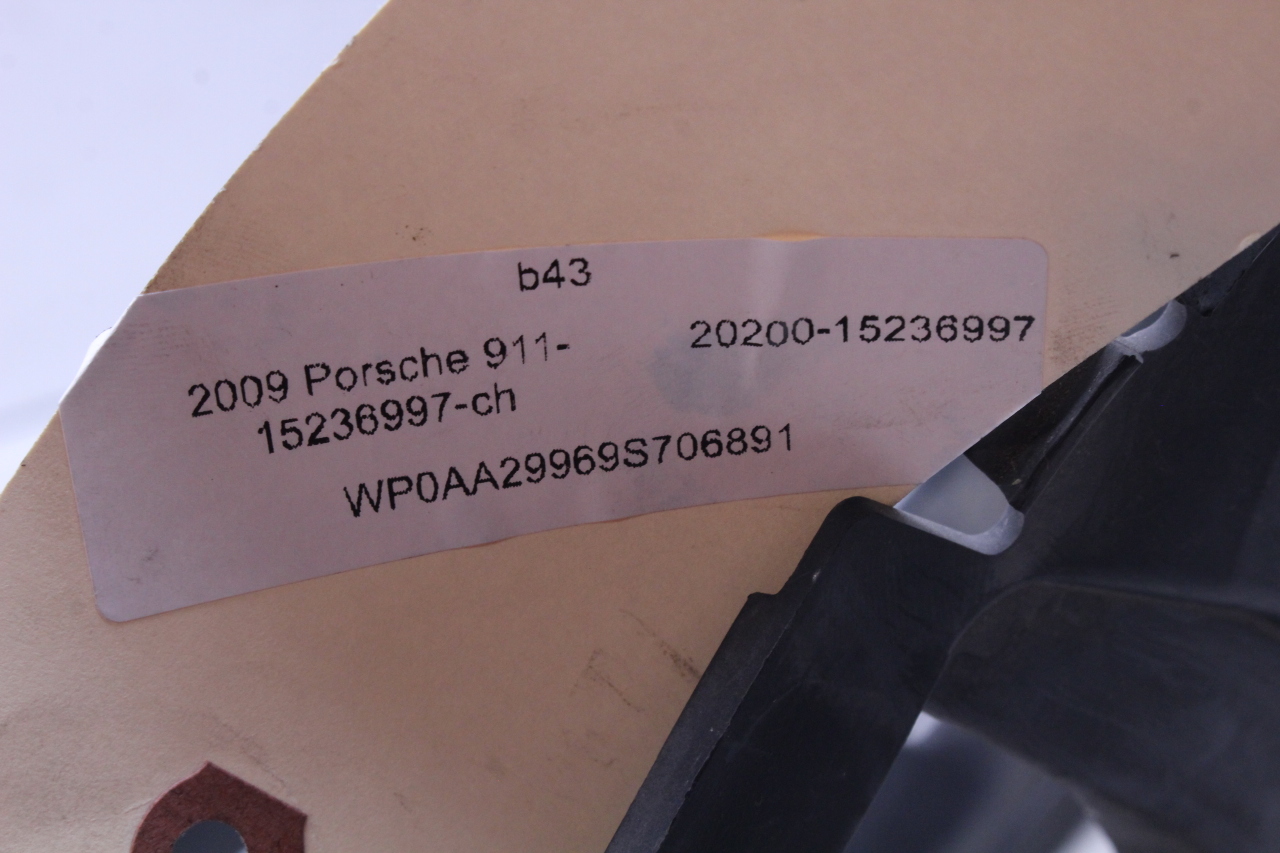 b43
2009 Porsche 911-
20200-15236997
15236997-ch
WP0AA29969S706891